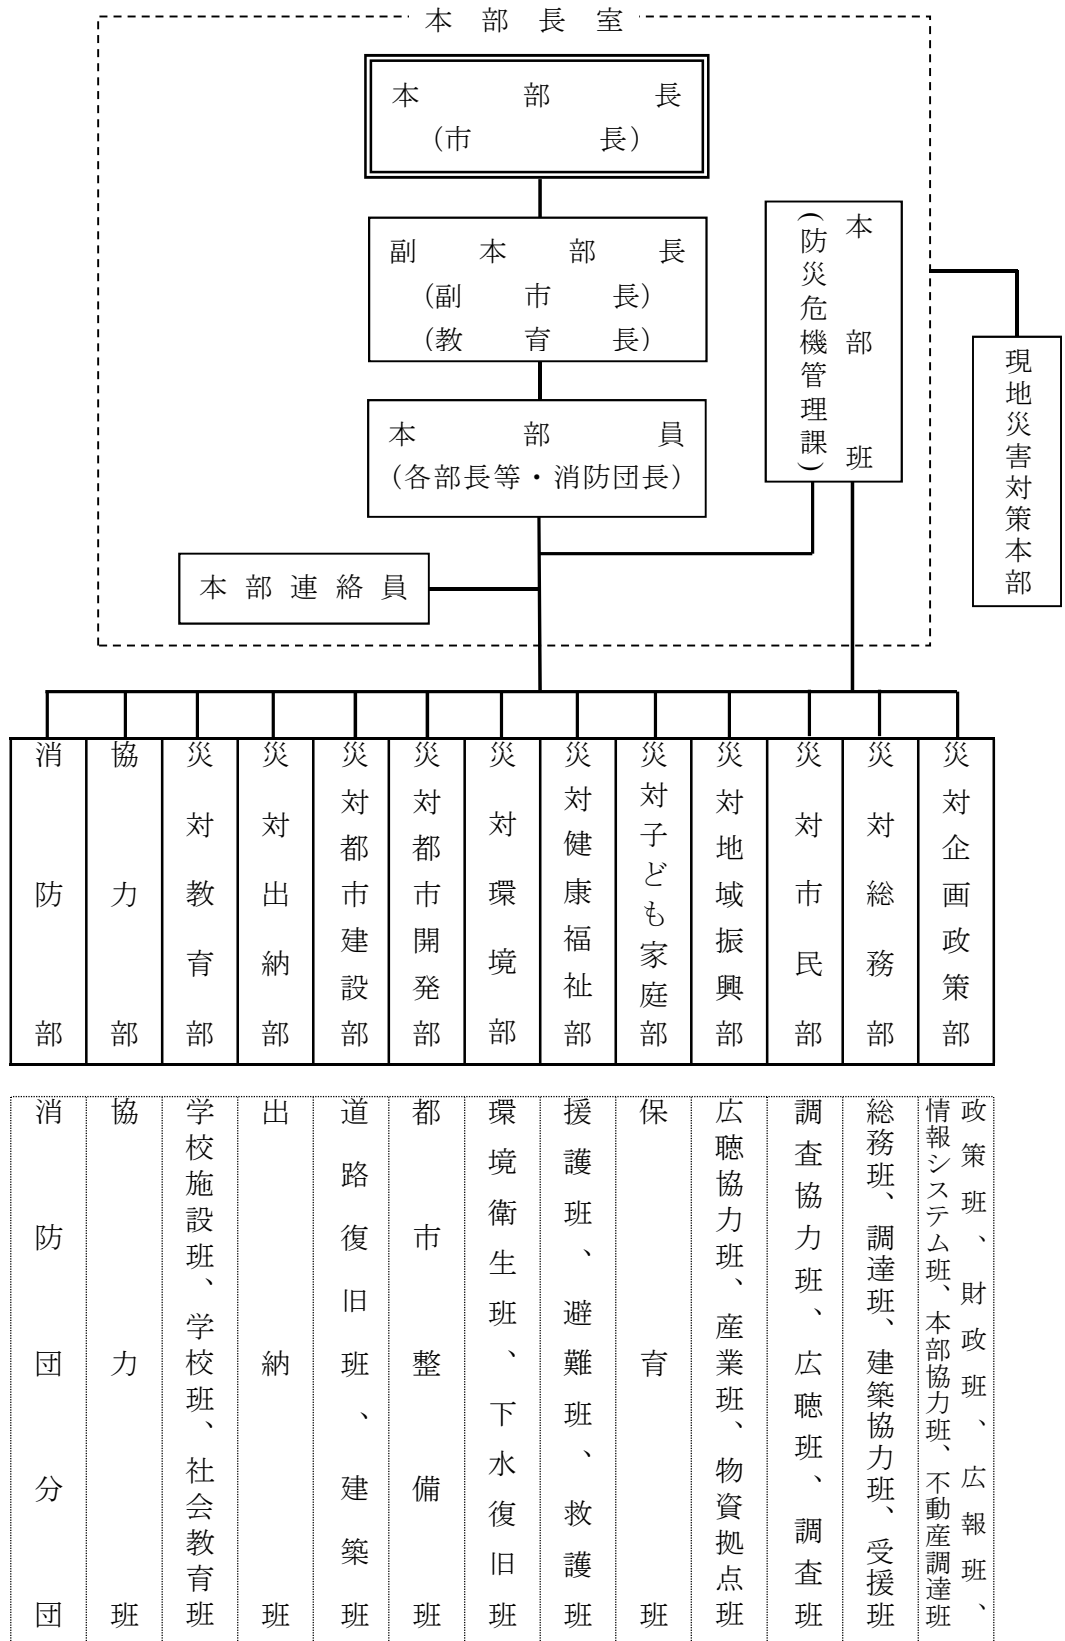 本部長室
本部長
（市長）
副本部長
（副市長）
（教育長）
本部員
（各部長等・消防団長）
本部班
（防災危機管理課）
本部連絡員
現地災害対策本部
災対企画政策部
災対総務部
災対市民部
災対地域振興部
災対子ども家庭部
災対健康福祉部
災対環境部
災対都市開発部
災対都市建設部
災対出納部
災対教育部
協力部
消防部
政策班、財政班、広報班、
情報システム班、本部協力班、不動産調達班
総務班、調達班、建築協力班、受援班
調査協力班、広聴班、調査班
広聴協力班、産業班、物資拠点班
保育班
援護班、避難班、救護班
環境衛生班、下水復旧班
都市整備班
道路復旧班、建築班
出納班
学校施設班、学校班、社会教育班
協力班
消防団分団